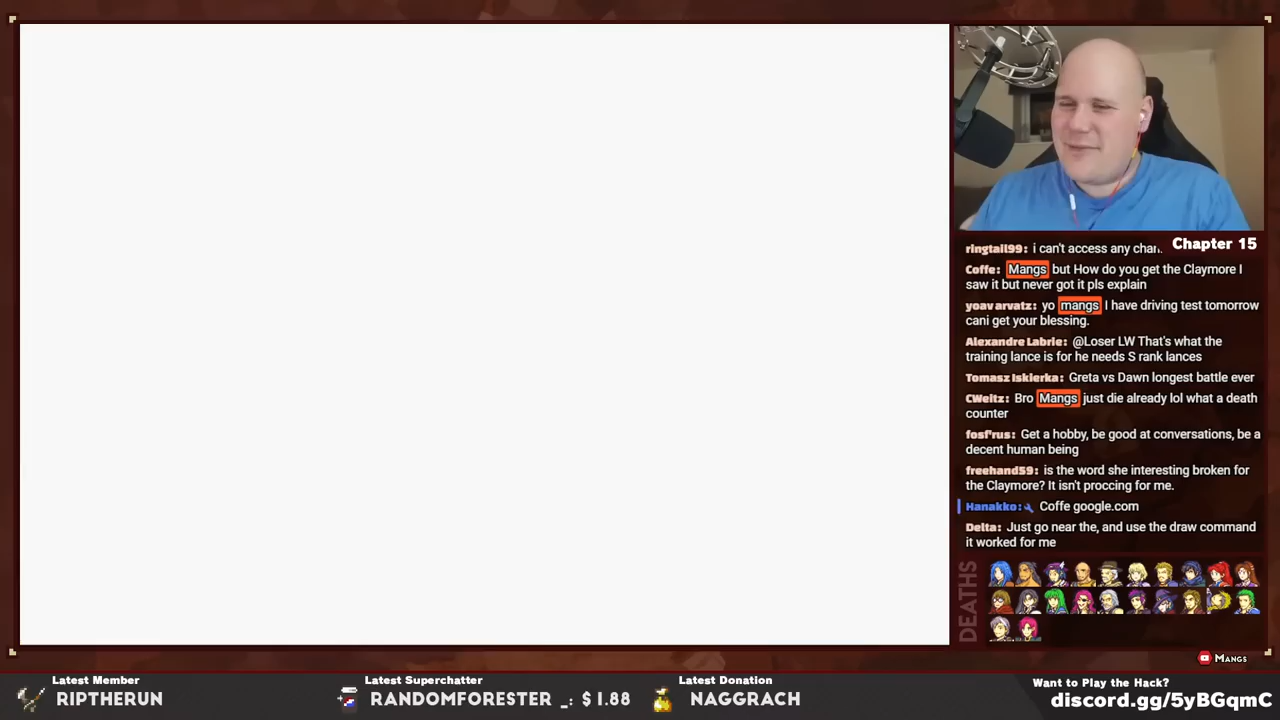 ringtail99: i can't access any chan.
Chapter 15
Coffe: Mangs but How do you get the Claymore I
saw it but never got it pls explain
yoav arvatz: yo mangs I have driving test tomorrow
cani get your blessing.
Alexandre Labrie: @Loser LW That's what the
training lance is for he needs S rank lances
Tomasz Iskierka: Greta vs Dawn longest battle ever
CWeitz: Bro Mangs just die already lol what a death
counter
fosf'rus: Get a hobby, be good at conversations, be a
decent human being
freehand59: is the word she interesting broken for
the Claymore? It isn't proccing for me.
Hanakko: Coffe google.com
Delta: Just go near the, and use the draw command
it worked for me
DEATHS
Mangs
Latest Member
RIPTHERUN
Latest Superchatter
RANDOMFORESTER _: $1.88
Latest Donation
NAGGRACH
Want to Play the Hack?
discord.gg/5yBGqmC